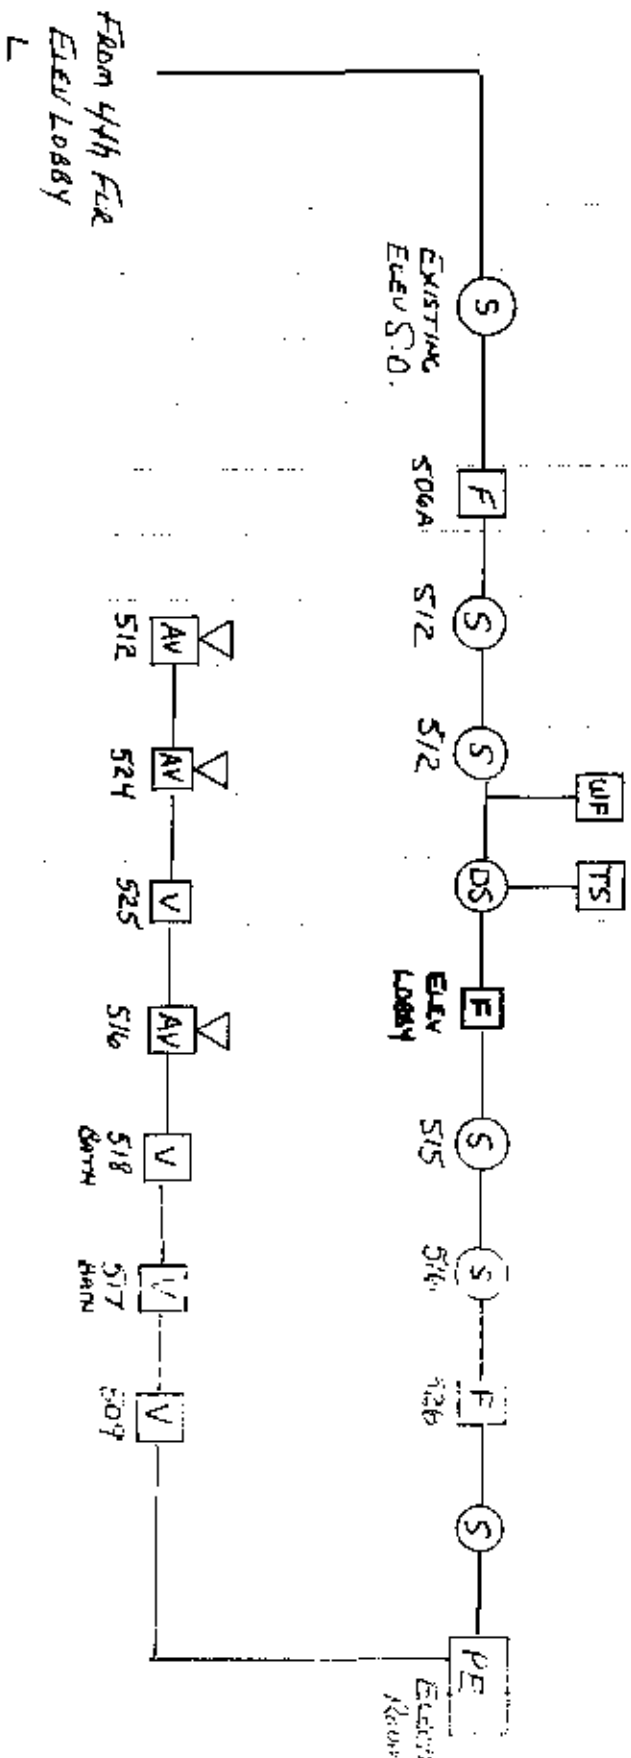 FROM 4th FLR
ELEV LOBBY
L
S
EXISTING
ELEV S.D.
F
506A
S
512
S
512
WF
DS
TS
F
ELEV
LOBBY
S
515
S
516
F
526
S
PE
AV
512
AV
524
V
525
AV
516
V
518
BATH
V
517
V
509